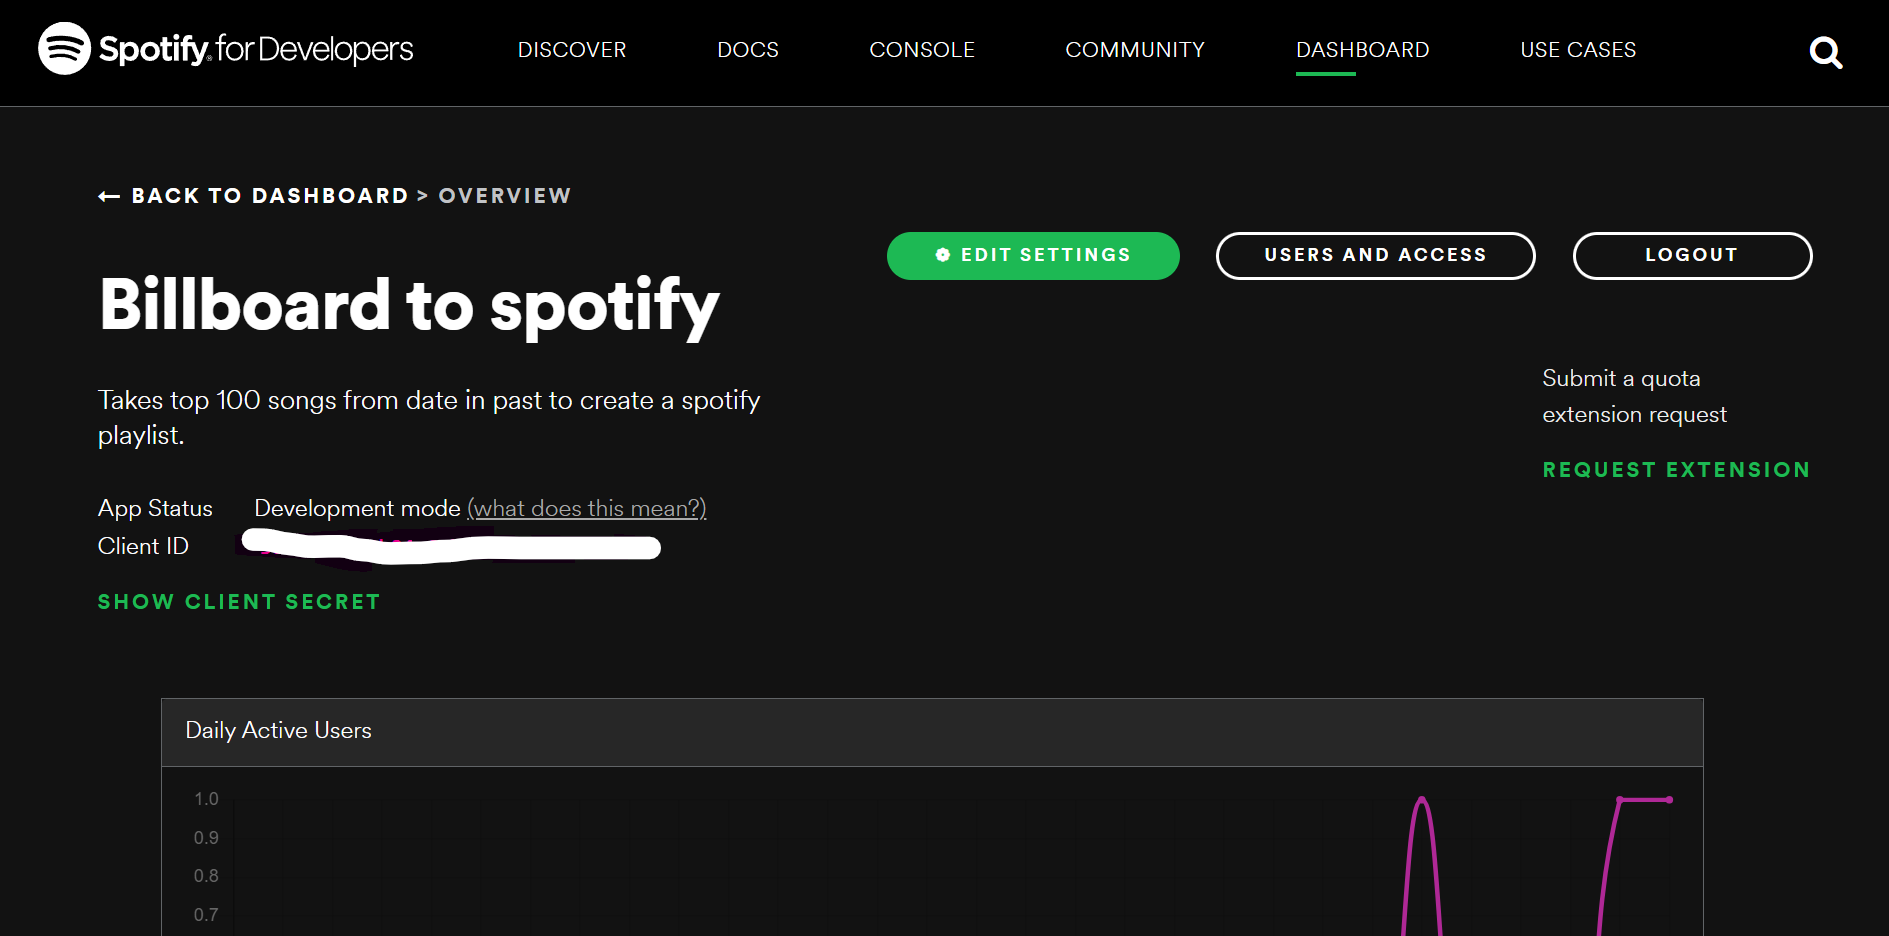 Spotify for Developers
DISCOVER
DOCS
CONSOLE
COMMUNITY
DASHBOARD
USE CASES
← BACK TO DASHBOARD > OVERVIEW
EDIT SETTINGS
USERS AND ACCESS
LOGOUT
Billboard to spotify
Takes top 100 songs from date in past to create a spotify
playlist.
Submit a quota
extension request
REQUEST EXTENSION
App Status Development mode (what does this mean?)
Client ID
SHOW CLIENT SECRET
Daily Active Users
1.0
0.9
0.8
0.7